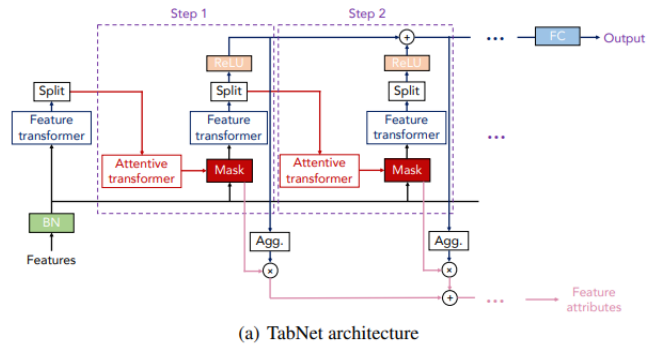 Step 1
Step 2
FC
Output
ReLU
ReLU
Split
Split
Split
Feature
transformer
Feature
transformer
Feature
transformer
Attentive
transformer
Mask
Attentive
transformer
Mask
BN
Features
Agg.
Agg.
Feature
attributes
(a) TabNet architecture